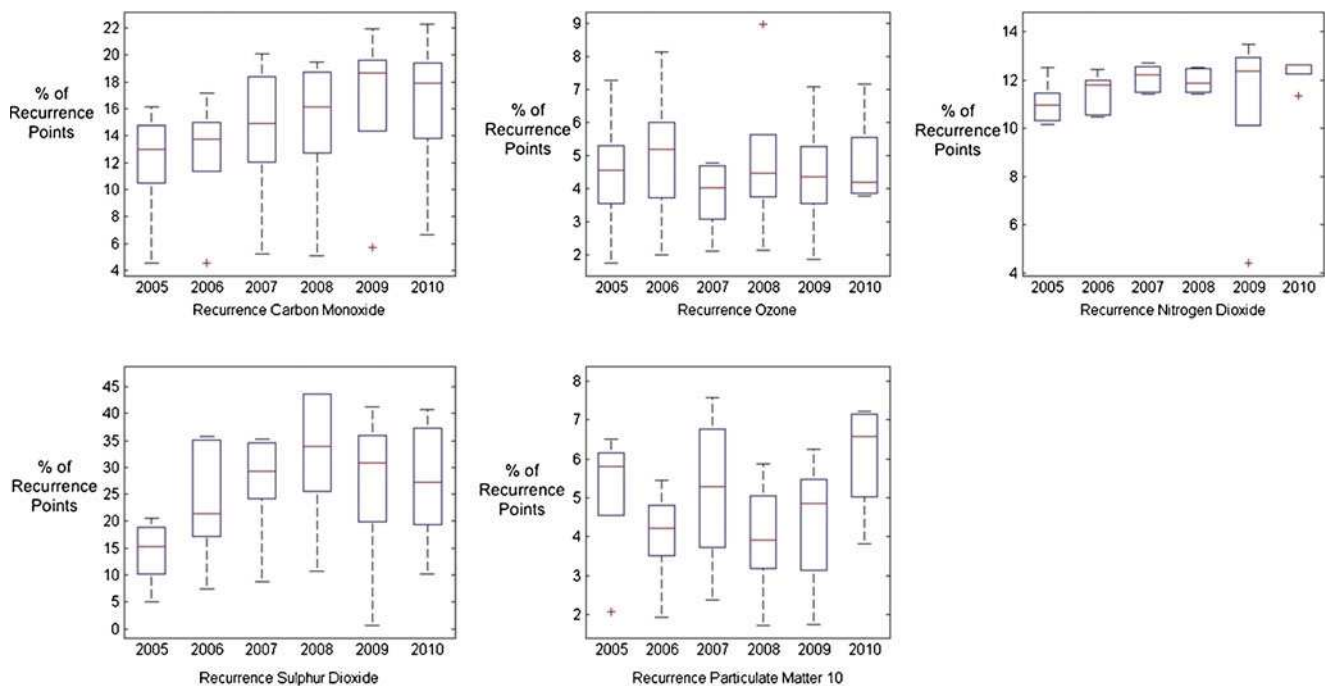 % of
Recurrence
Points
22
20
18
16
14
12
10
8
6
4
2005 2006 2007 2008 2009 2010
Recurrence Carbon Monoxide
% of
Recurrence
Points
9
8
7
6
5
4
3
2
2005 2006 2007 2008 2009 2010
Recurrence Ozone
% of
Recurrence
Points
14
12
10
8
6
4
2005 2006 2007 2008 2009 2010
Recurrence Nitrogen Dioxide
% of
Recurrence
Points
45
40
35
30
25
20
15
10
5
0
2005 2006 2007 2008 2009 2010
Recurrence Sulphur Dioxide
% of
Recurrence
Points
8
7
6
5
4
3
2
2005 2006 2007 2008 2009 2010
Recurrence Particulate Matter 10